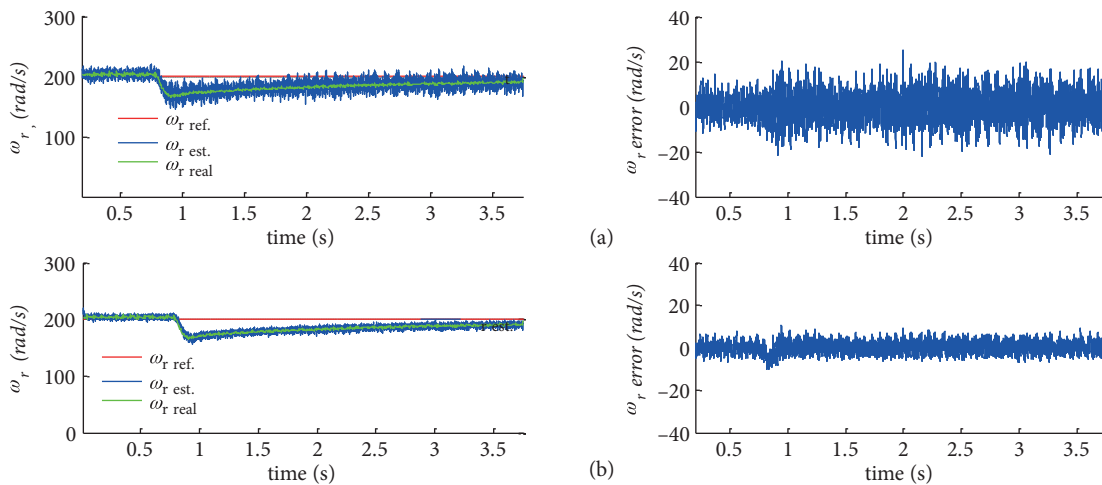 300
200
100
ω_r, (rad/s)
ω_r ref.
ω_r est.
ω_r real
0.5 1 1.5 2 2.5 3 3.5
time (s)
40
20
0
–20
–40
ω_r error (rad/s)
0.5 1 1.5 2 2.5 3 3.5
time (s)
(a)
300
200
100
0
ω_r (rad/s)
ω_r ref.
ω_r est.
ω_r real
0.5 1 1.5 2 2.5 3 3.5
time (s)
40
20
0
–20
–40
ω_r error (rad/s)
0.5 1 1.5 2 2.5 3 3.5
time (s)
(b)